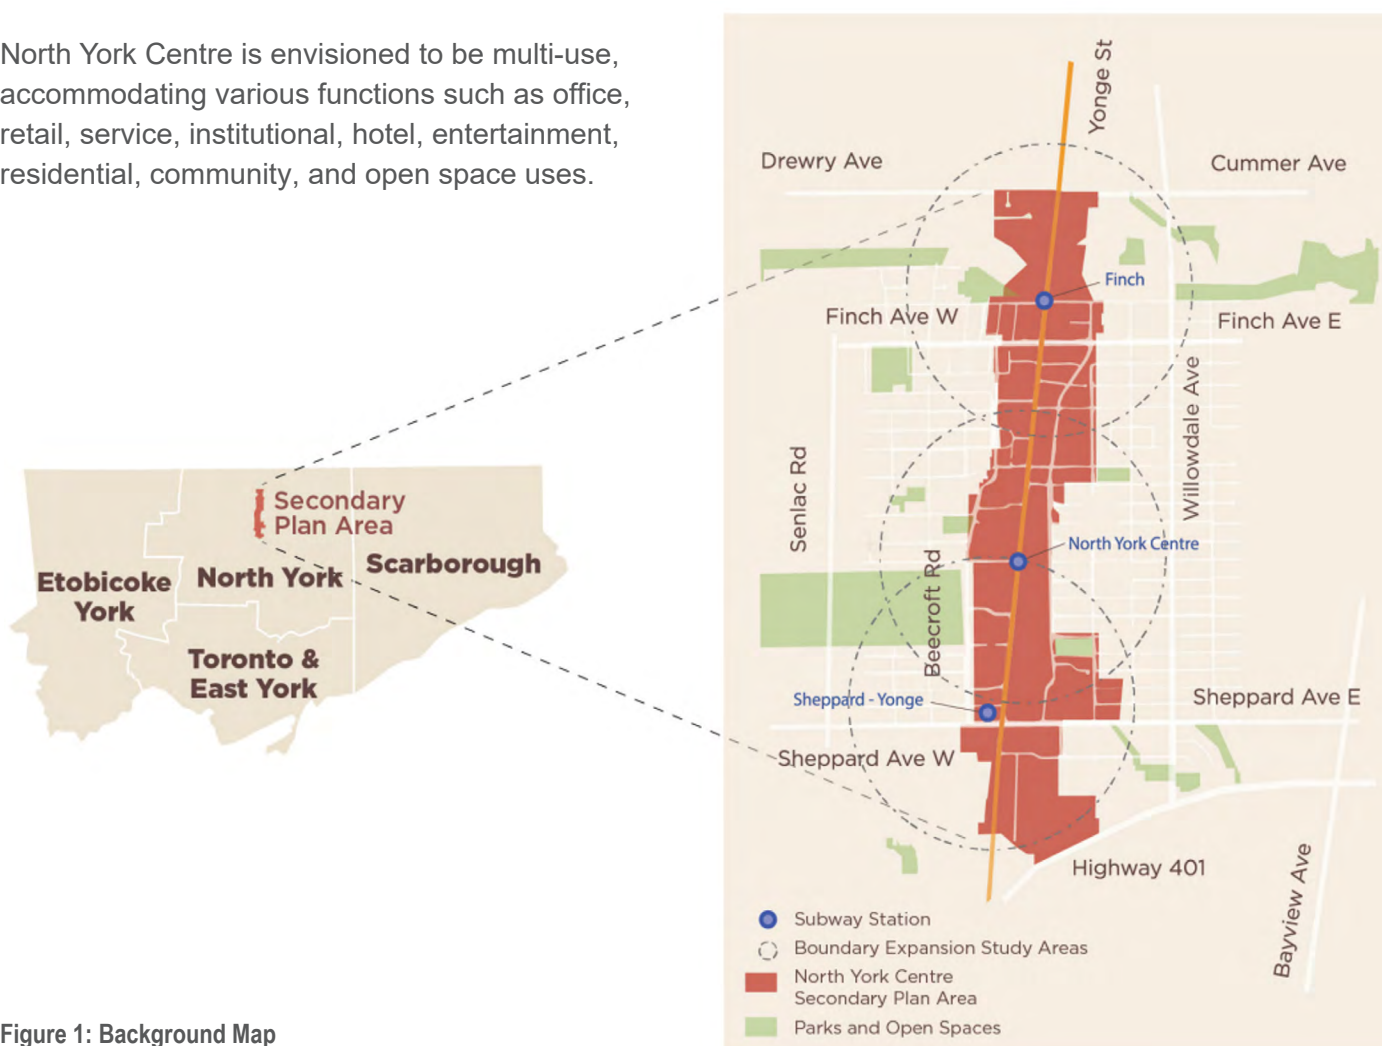 North York Centre is envisioned to be multi-use,
accommodating various functions such as office,
retail, service, institutional, hotel, entertainment,
residential, community, and open space uses.
Yonge St
Drewry Ave
Cummer Ave
Finch
Finch Ave W
Finch Ave E
Willowdale Ave
Senlac Rd
North York Centre
Beecroft Rd
Sheppard - Yonge
Sheppard Ave E
Sheppard Ave W
Highway 401
Bayview Ave
Secondary
Plan Area
Etobicoke
York
North York
Scarborough
Toronto &
East York
Subway Station
Boundary Expansion Study Areas
North York Centre
Secondary Plan Area
Parks and Open Spaces
Figure 1: Background Map